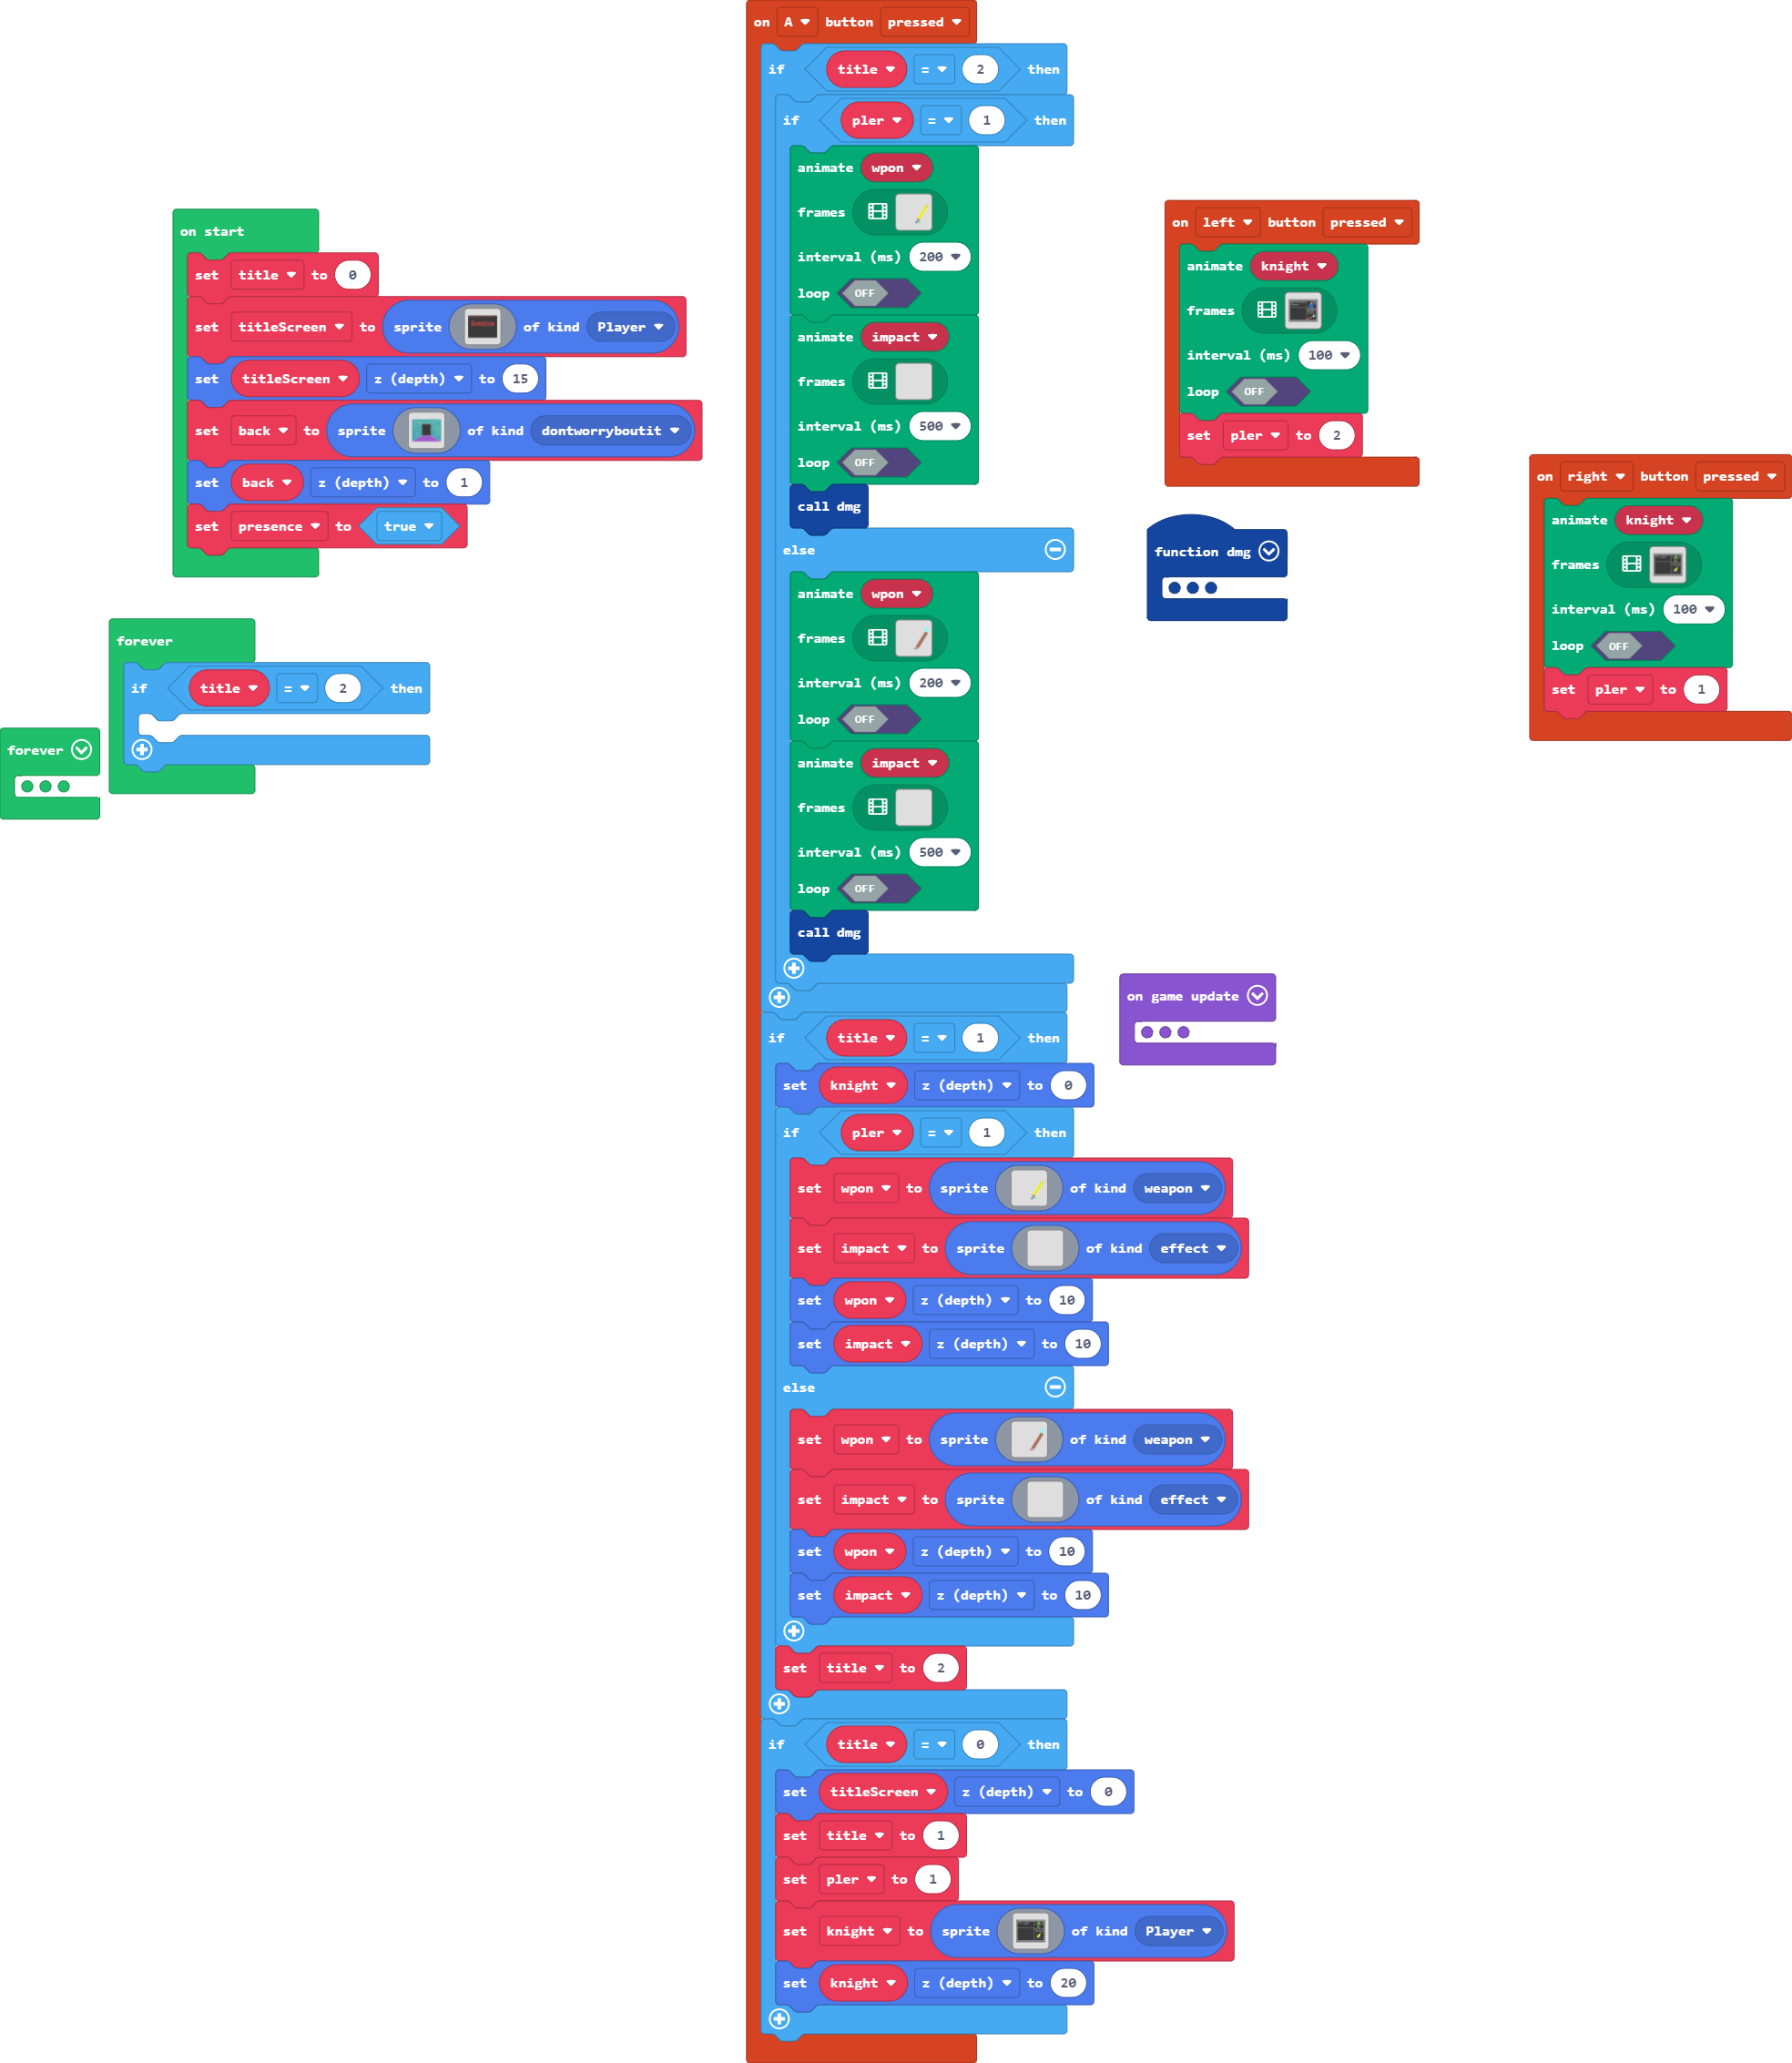 on start
set title to 0
set titleScreen to sprite of kind Player
set titleScreen z (depth) to 15
set back to sprite of kind dontworryboutit
set back z (depth) to 1
set presence to true
forever
if title = 2 then
forever
on A button pressed
if title = 2 then
if pler = 1 then
animate wpon
frames
interval (ms) 200
loop OFF
animate impact
frames
interval (ms) 500
loop OFF
call dmg
else
animate wpon
frames
interval (ms) 200
loop OFF
animate impact
frames
interval (ms) 500
loop OFF
call dmg
if title = 1 then
set knight z (depth) to 0
if pler = 1 then
set wpon to sprite of kind weapon
set impact to sprite of kind effect
set wpon z (depth) to 10
set impact z (depth) to 10
else
set wpon to sprite of kind weapon
set impact to sprite of kind effect
set wpon z (depth) to 10
set impact z (depth) to 10
set title to 2
if title = 0 then
set titleScreen z (depth) to 0
set title to 1
set pler to 1
set knight to sprite of kind Player
set knight z (depth) to 20
on left button pressed
animate knight
frames
interval (ms) 100
loop OFF
set pler to 2
function dmg
on game update
on right button pressed
animate knight
frames
interval (ms) 100
loop OFF
set pler to 1